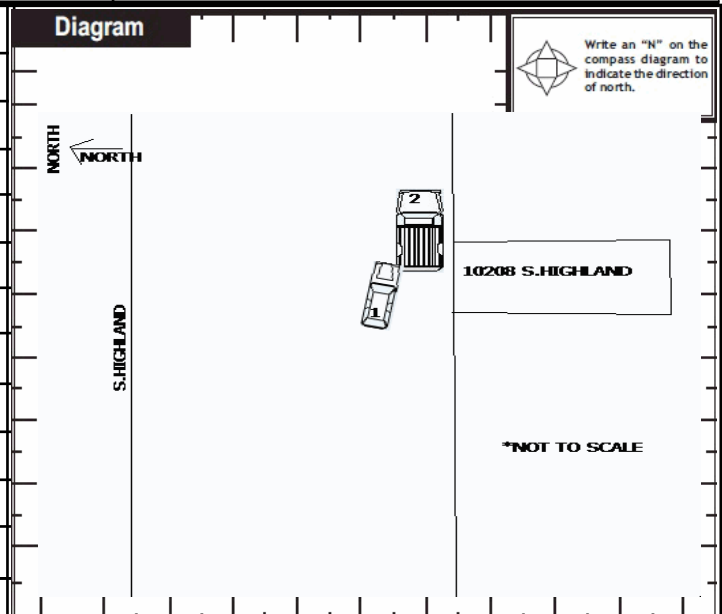 Diagram
Write an “N” on the
compass diagram to
indicate the direction
of north.
NORTH
NORTH
2
10208 S.HIGHLAND
1
S.HIGHLAND
*NOT TO SCALE